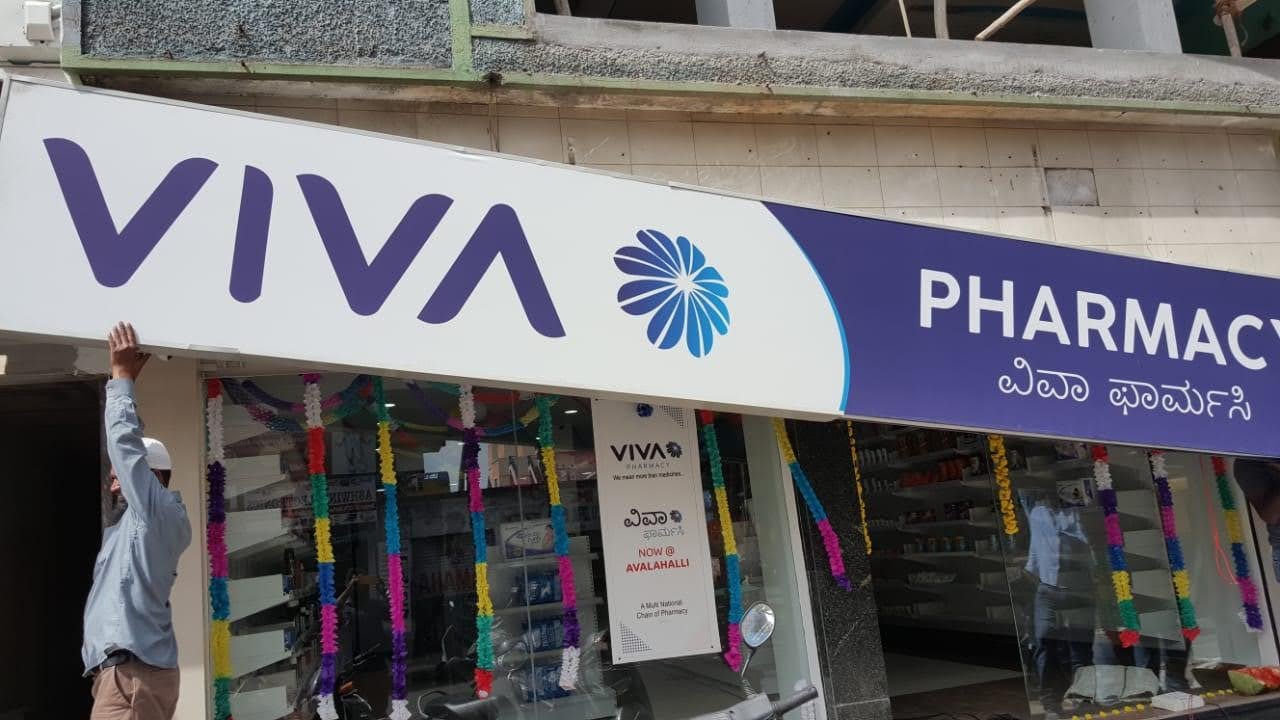 VIVA
PHARMACY
ವಿವಾ ಫಾರ್ಮಸಿ
VIVA
PHARMACY
We mean more than medicines...
ವಿವಾ
ಫಾರ್ಮಸಿ
NOW @
AVALAHALLI
A Multi National
Chain of Pharmacy